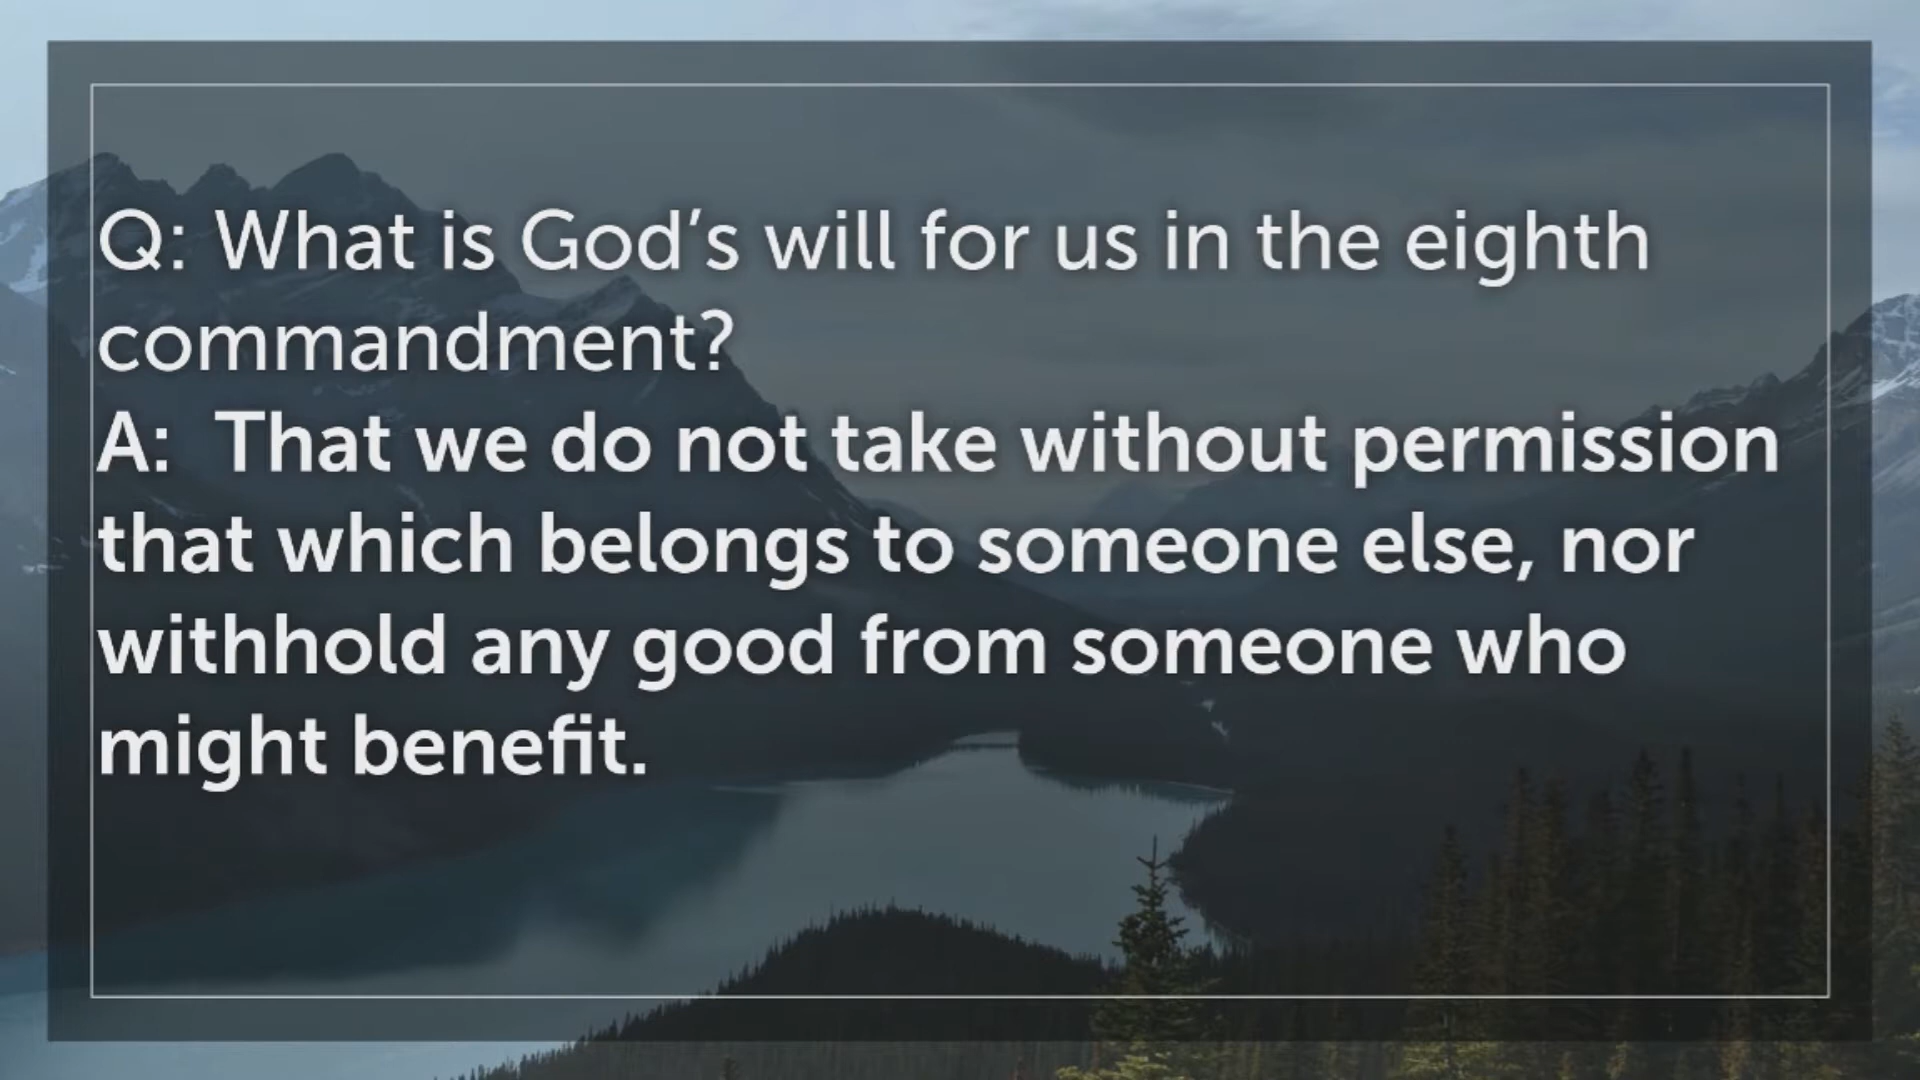 Q: What is God’s will for us in the eighth
commandment?
A:  That we do not take without permission
that which belongs to someone else, nor
withhold any good from someone who
might benefit.